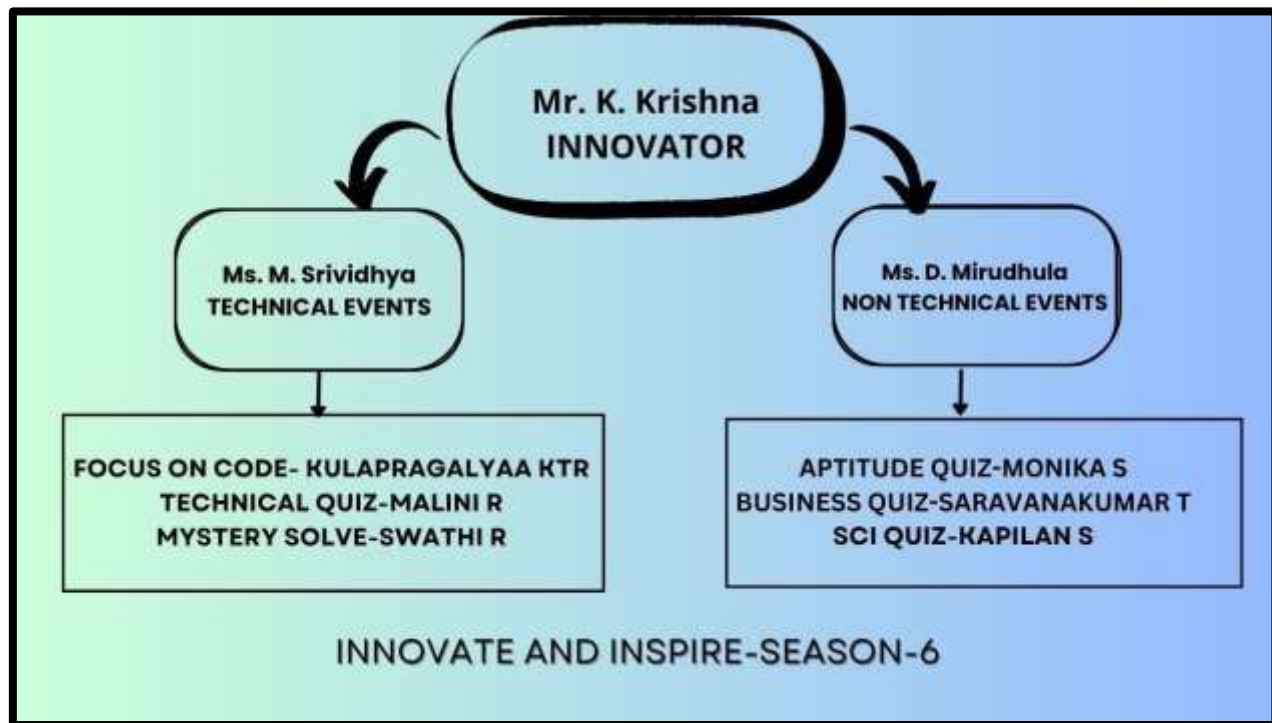 Mr. K. Krishna
INNOVATOR
Ms. M. Srividhya
TECHNICAL EVENTS
Ms. D. Mirudhula
NON TECHNICAL EVENTS
FOCUS ON CODE- KULAPRAGALYAA KTR
TECHNICAL QUIZ-MALINI R
MYSTERY SOLVE-SWATHI R
APTITUDE QUIZ-MONIKA S
BUSINESS QUIZ-SARAVANAKUMAR T
SCI QUIZ-KAPILAN S
INNOVATE AND INSPIRE-SEASON-6